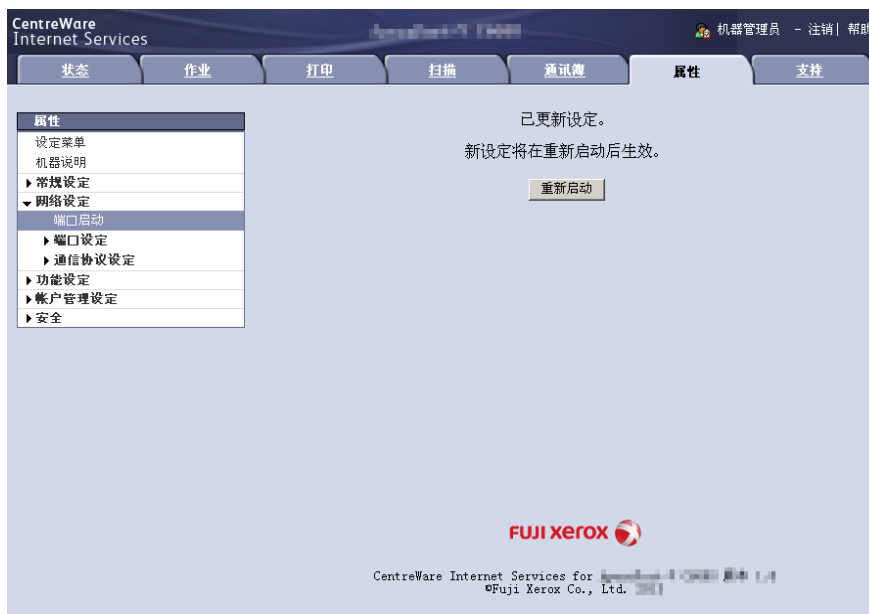 CentreWare
Internet Services
机器管理员 - 注销| 帮助
状态 作业 打印 扫描 通讯簿 属性 支持
属性
设定菜单
机器说明
常规设定
网络设定
端口启动
端口设定
通信协议设定
功能设定
帐户管理设定
安全
已更新设定。
新设定将在重新启动后生效。
重新启动
FUJI xerox
CentreWare Internet Services for
©Fuji Xerox Co., Ltd.